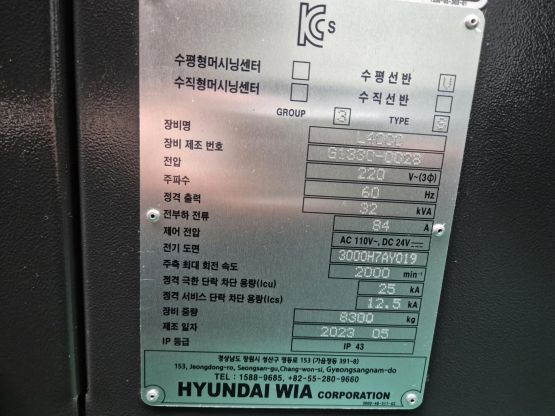 KCs
수평형머시닝센터 수평선반 U
수직형머시닝센터 수직선반
GROUP 3 TYPE S
장비명 L4000
장비 제조 번호 G1330-0028
전압 220 V~(3Φ)
주파수 60 Hz
정격 출력 32 kVA
전부하 전류 84 A
제어 전압 AC 110V~, DC 24V
전기 도면 3000H7AY019
주축 최대 회전 속도 2000 min⁻¹
정격 극한 단락 차단 용량(Icu) 25 kA
정격 서비스 단락 차단 용량(Ics) 12.5 kA
장비 중량 8300 kg
제조 일자 2023 05
IP 등급 IP 43
경상남도 창원시 성산구 정동로 153 (가음정동 391-8)
153, Jeongdong-ro, Seongsan-gu, Chang-won-si, Gyeongsangnam-do
TEL : 1588-9685, +82-55-280-9660
HYUNDAI WIA CORPORATION